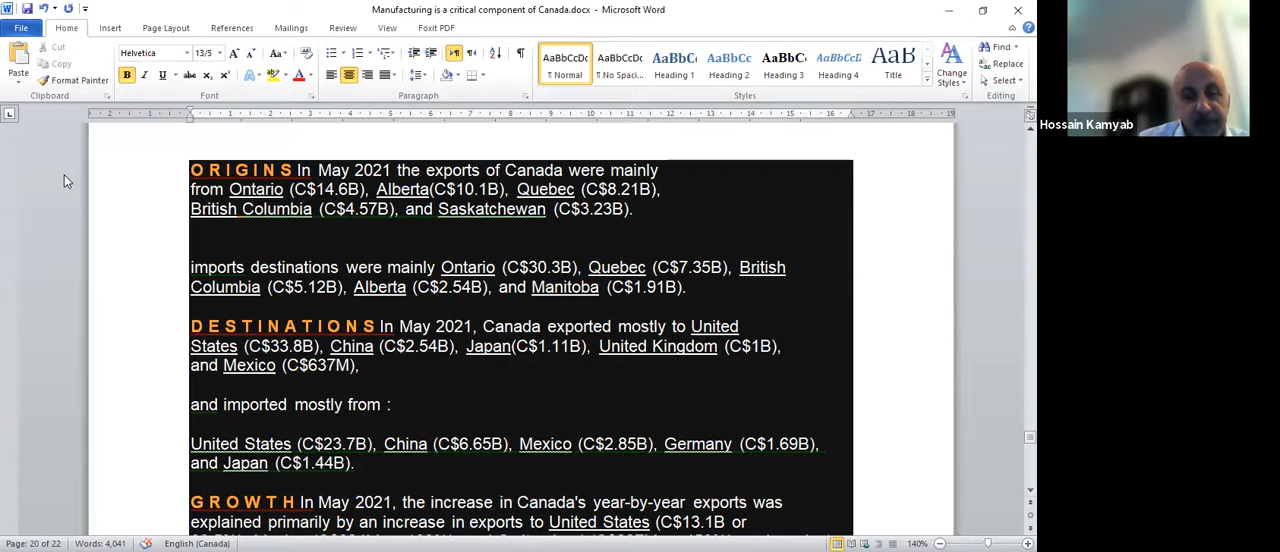 Manufacturing is a critical component of Canada.docx - Microsoft Word
File Home Insert Page Layout References Mailings Review View Foxit PDF
Paste
Cut
Copy
Format Painter
Clipboard
Helvetica 13/5
Font
Paragraph
AaBbCcDc
¶ Normal
AaBbCcDc
¶ No Spaci...
AaBbC
Heading 1
AaBbCc
Heading 2
AaBbCc
Heading 3
AaBbCcD
Heading 4
AaB
Title
Change
Styles
Styles
Find
Replace
Select
Editing
Hossain Kamyab
ORIGINS In May 2021 the exports of Canada were mainly
from Ontario (C$14.6B), Alberta(C$10.1B), Quebec (C$8.21B),
British Columbia (C$4.57B), and Saskatchewan (C$3.23B).
imports destinations were mainly Ontario (C$30.3B), Quebec (C$7.35B), British
Columbia (C$5.12B), Alberta (C$2.54B), and Manitoba (C$1.91B).
DESTINATIONS In May 2021, Canada exported mostly to United
States (C$33.8B), China (C$2.54B), Japan(C$1.11B), United Kingdom (C$1B),
and Mexico (C$637M),
and imported mostly from :
United States (C$23.7B), China (C$6.65B), Mexico (C$2.85B), Germany (C$1.69B),
and Japan (C$1.44B).
GROWTH In May 2021, the increase in Canada's year-by-year exports was
explained primarily by an increase in exports to United States (C$13.1B or
Page: 20 of 22 Words: 4,041 English (Canada) 140%